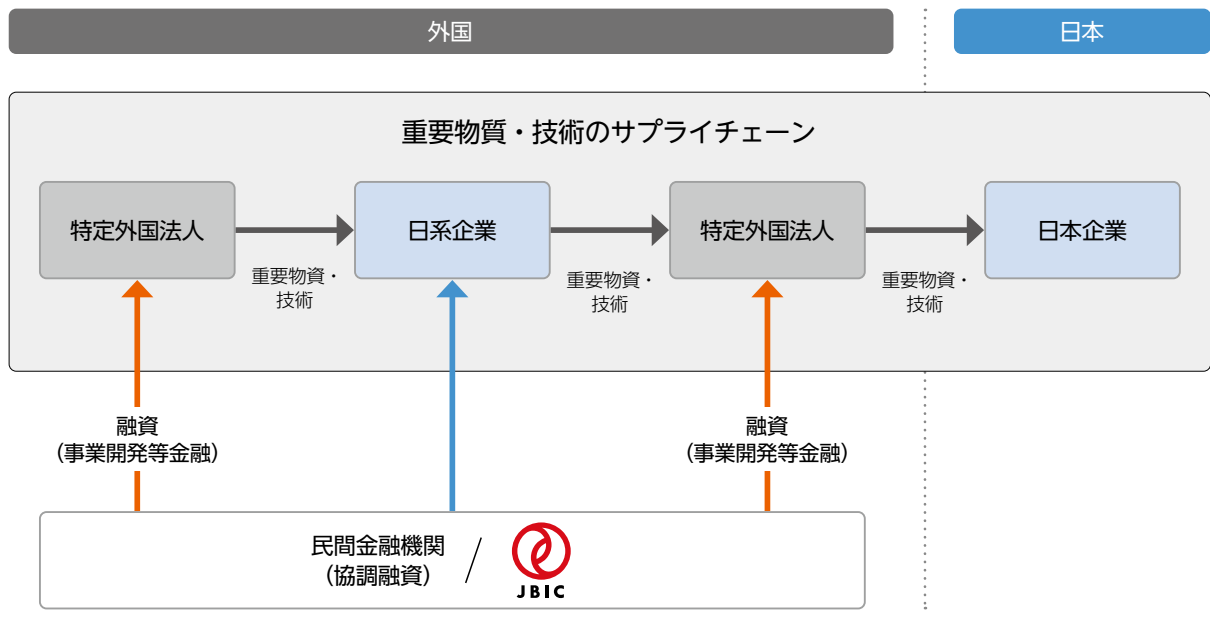 外国
日本
重要物質・技術のサプライチェーン
特定外国法人
日系企業
特定外国法人
日本企業
重要物資・
技術
重要物資・
技術
重要物資・
技術
融資
（事業開発等金融）
融資
（事業開発等金融）
民間金融機関
（協調融資）
/
JBIC